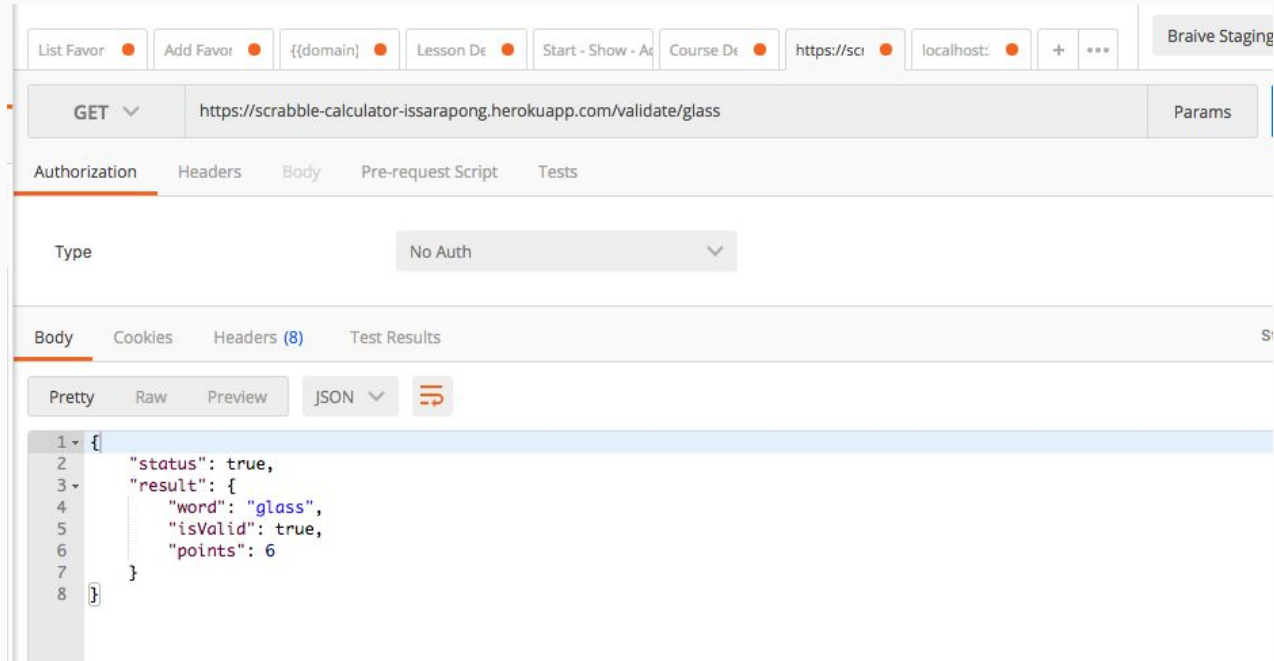 List Favor Add Favor {{domain} Lesson De Start - Show - Ad Course De https://scr localhost: + ••• Braive Staging
GET https://scrabble-calculator-issarapong.herokuapp.com/validate/glass Params
Authorization Headers Body Pre-request Script Tests
Type No Auth
Body Cookies Headers (8) Test Results
Pretty Raw Preview JSON
1 {
2 "status": true,
3 "result": {
4 "word": "glass",
5 "isValid": true,
6 "points": 6
7 }
8 }